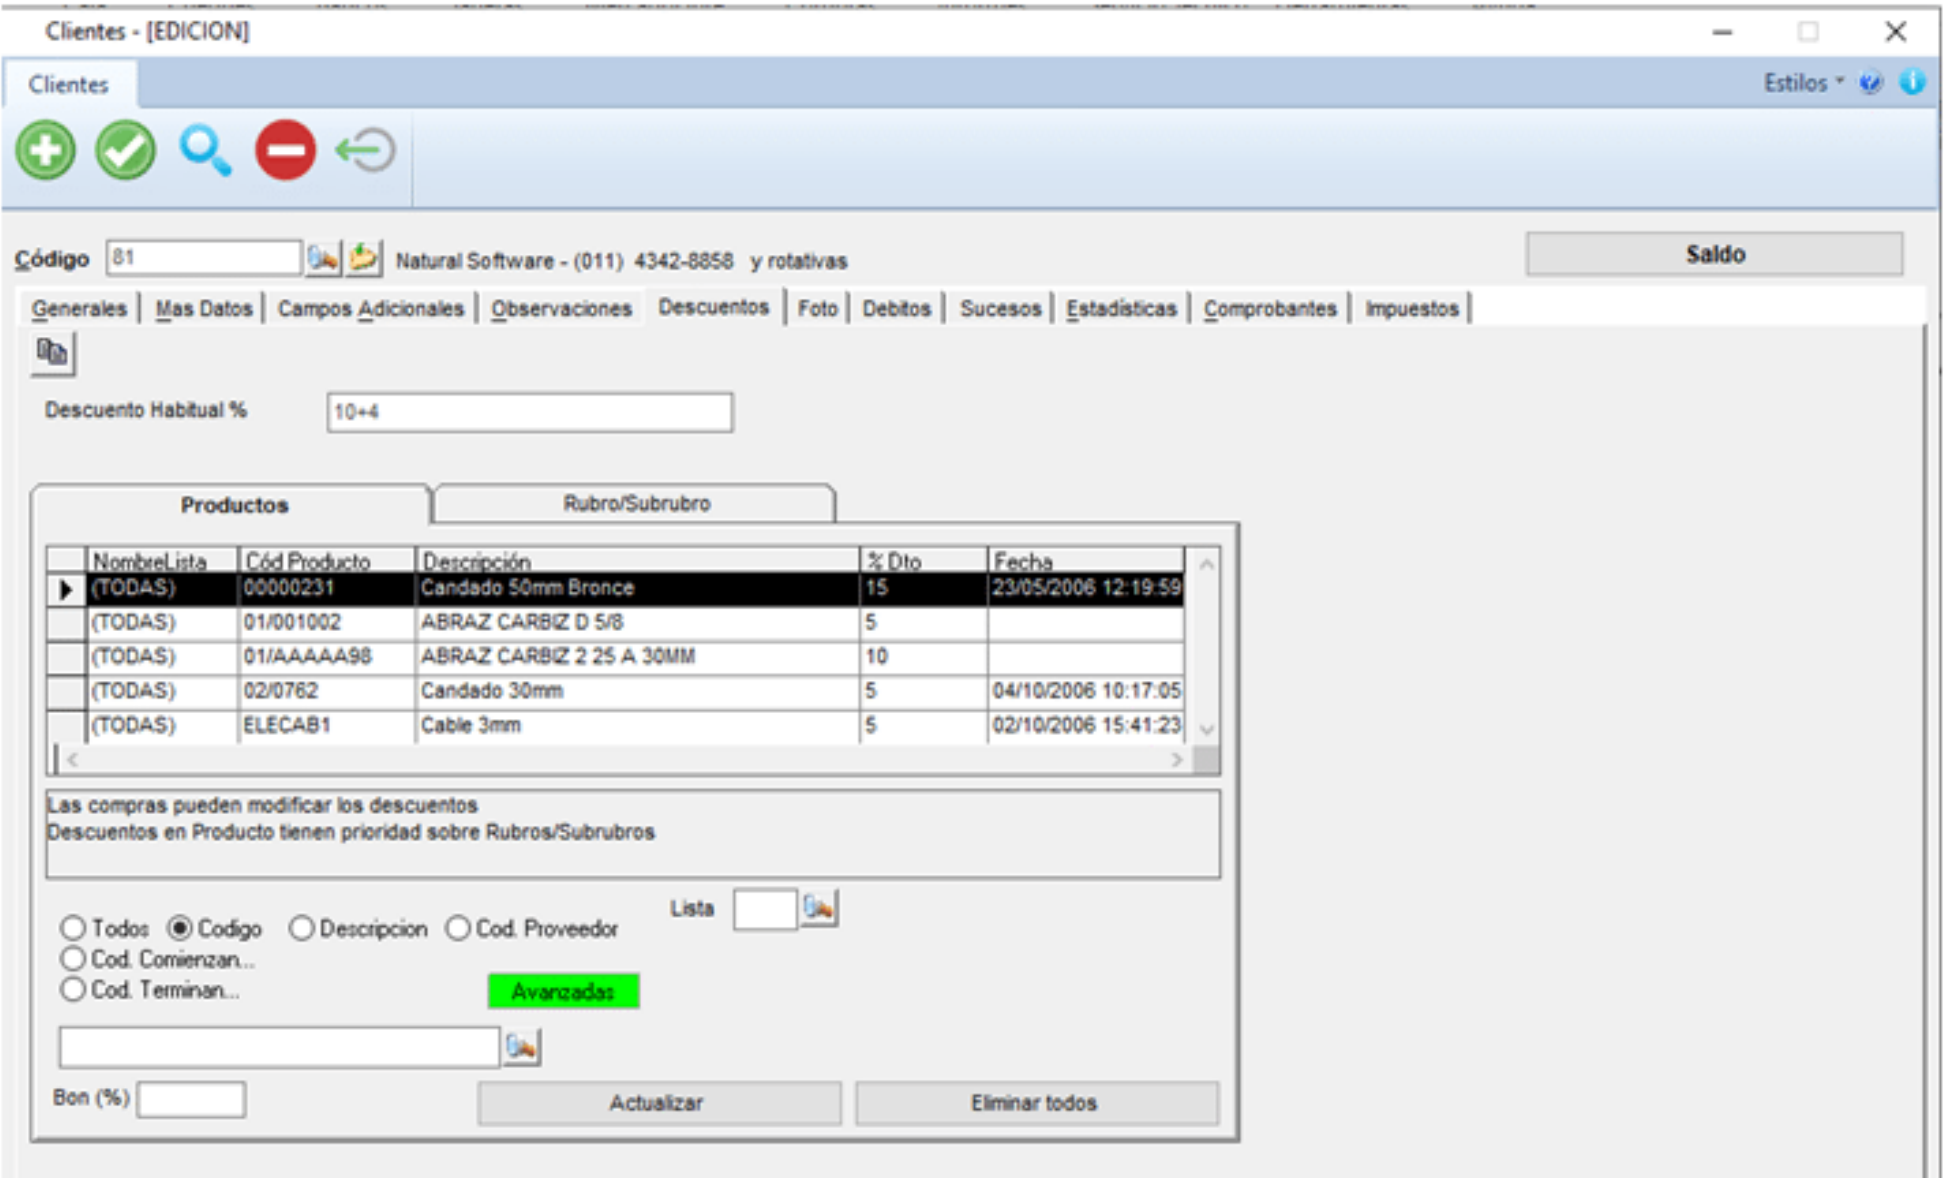 Clientes - [EDICION]
Clientes
Estilos
Código 81 Natural Software - (011) 4342-8858 y rotativas Saldo
Generales Mas Datos Campos Adicionales Observaciones Descuentos Foto Debitos Sucesos Estadísticas Comprobantes Impuestos
Descuento Habitual % 10+4
Productos Rubro/Subrubro
NombreLista Cód Producto Descripción % Dto Fecha
(TODAS) 00000231 Candado 50mm Bronce 15 23/05/2006 12:19:59
(TODAS) 01/001002 ABRAZ CARBIZ D 5/8 5
(TODAS) 01/AAAAA98 ABRAZ CARBIZ 2 25 A 30MM 10
(TODAS) 02/0762 Candado 30mm 5 04/10/2006 10:17:05
(TODAS) ELECAB1 Cable 3mm 5 02/10/2006 15:41:23
Las compras pueden modificar los descuentos
Descuentos en Producto tienen prioridad sobre Rubros/Subrubros
Lista
Todos Codigo Descripcion Cod. Proveedor
Cod. Comienzan...
Cod. Terminan...
Avanzadas
Bon (%) Actualizar Eliminar todos